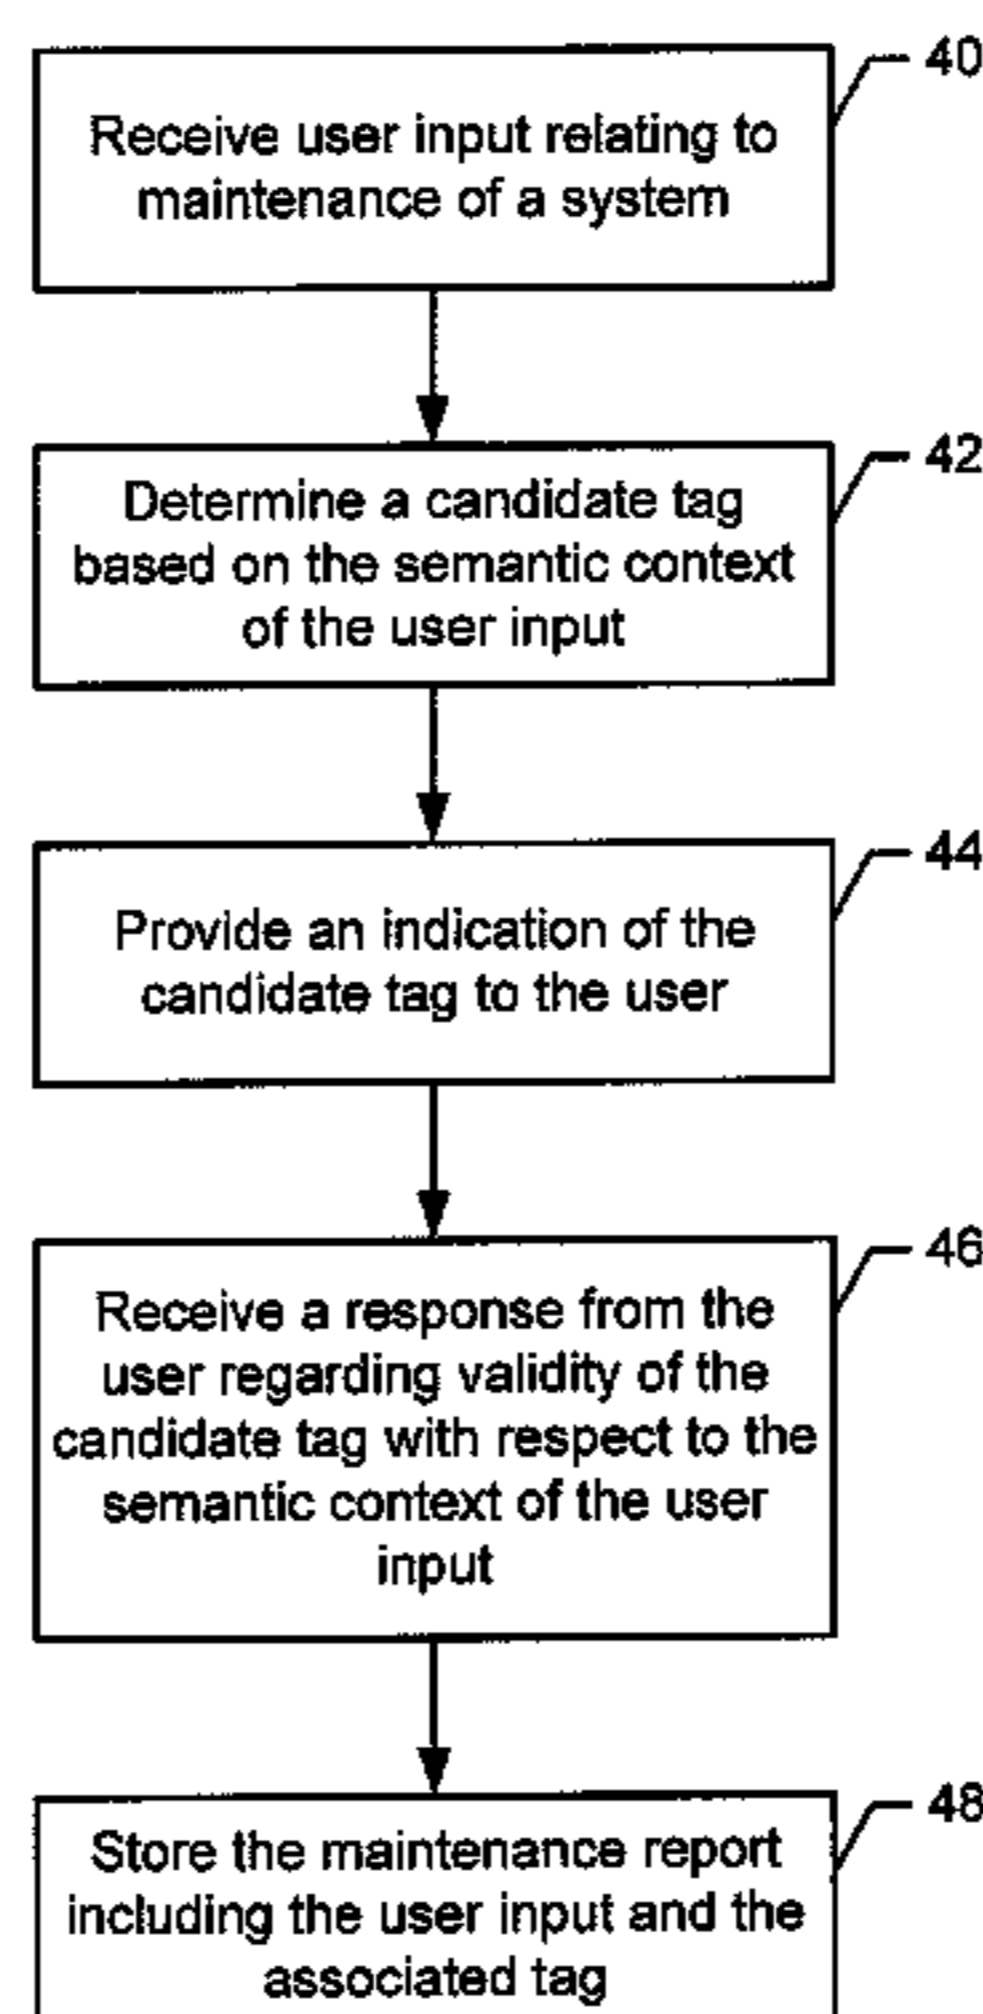 40
Receive user input relating to
maintenance of a system
42
Determine a candidate tag
based on the semantic context
of the user input
44
Provide an indication of the
candidate tag to the user
46
Receive a response from the
user regarding validity of the
candidate tag with respect to the
semantic context of the user
input
48
Store the maintenance report
including the user input and the
associated tag